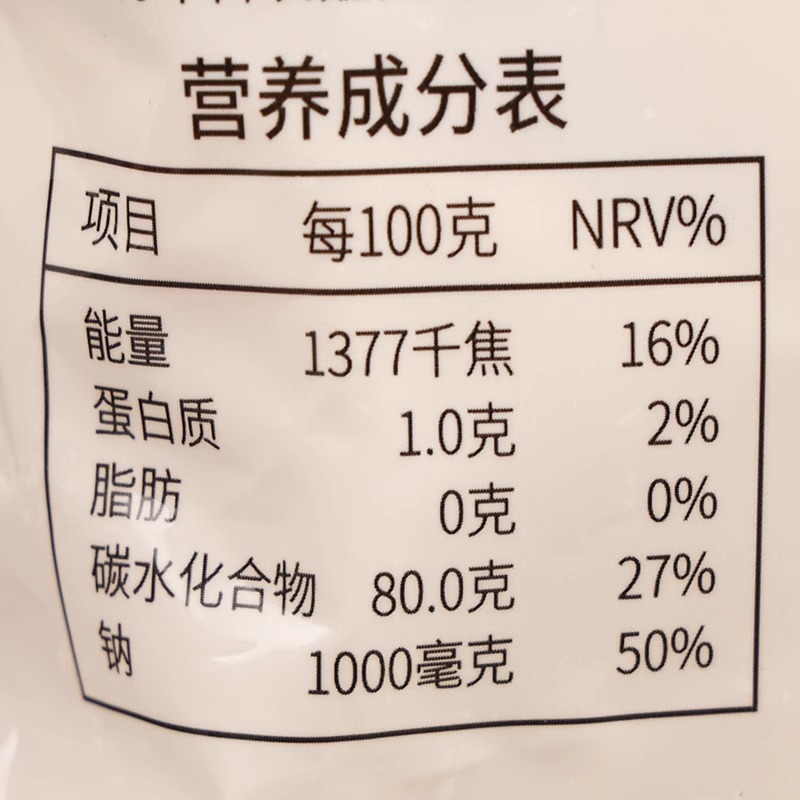 营养成分表
项目 每100克 NRV%
能量 1377千焦 16%
蛋白质 1.0克 2%
脂肪 0克 0%
碳水化合物 80.0克 27%
钠 1000毫克 50%